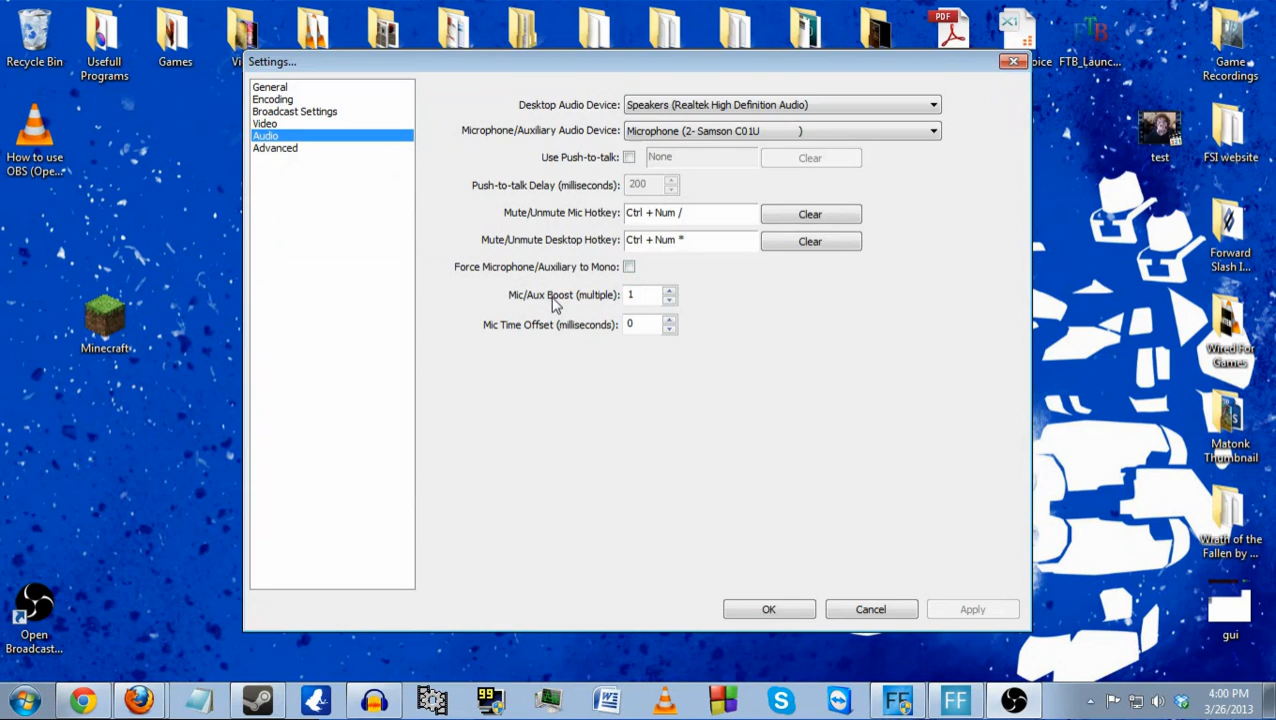 Recycle Bin
Usefull
Programs
Games
Vi
PDF
oice
FTB_Launc...
Game
Recordings
Settings...
General
Encoding
Broadcast Settings
Video
Audio
Advanced
Desktop Audio Device:
Speakers (Realtek High Definition Audio)
Microphone/Auxiliary Audio Device:
Microphone (2- Samson C01U )
Use Push-to-talk:
None
Clear
Push-to-talk Delay (milliseconds):
200
Mute/Unmute Mic Hotkey:
Ctrl + Num /
Clear
Mute/Unmute Desktop Hotkey:
Ctrl + Num *
Clear
Force Microphone/Auxiliary to Mono:
Mic/Aux Boost (multiple):
1
Mic Time Offset (milliseconds):
0
OK
Cancel
Apply
How to use
OBS (Ope...
Minecraft
Open
Broadcast...
test
FSI website
Forward
Slash I...
Wired For
Games
Matonk
Thumbnail
Wrath of the
Fallen by ...
gui
99
FF
FF
4:00 PM
3/26/2013